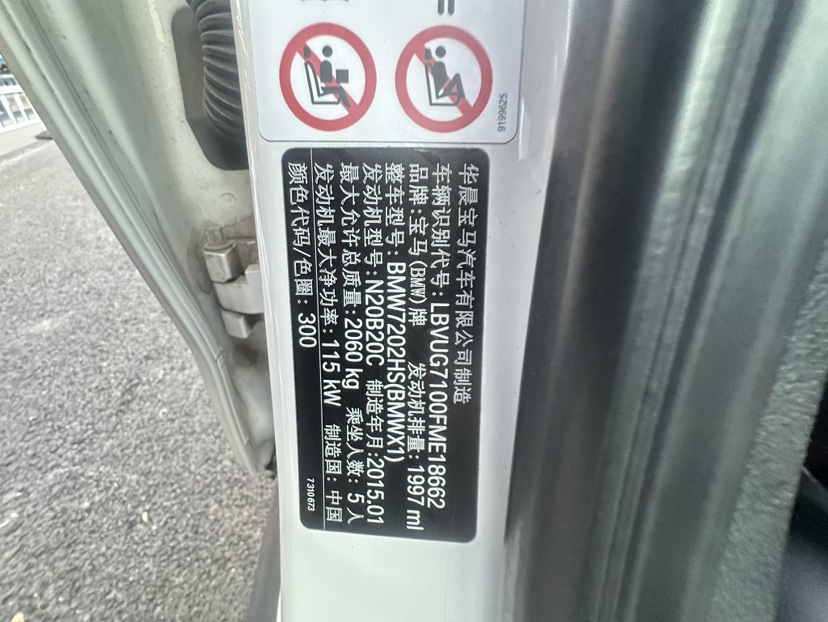 6199625
华晨宝马汽车有限公司制造
车辆识别代号:LBVUG7100FME18662
品牌:宝马(BMW)牌 发动机排量:1997 ml
整车型号:BMW7202HS(BMWX1)
发动机型号:N20B20C 制造年月:2015.01
最大允许总质量:2060 kg 乘坐人数:5人
发动机最大净功率:115 kW 制造国:中国
颜色代码/色圈:300
7310673